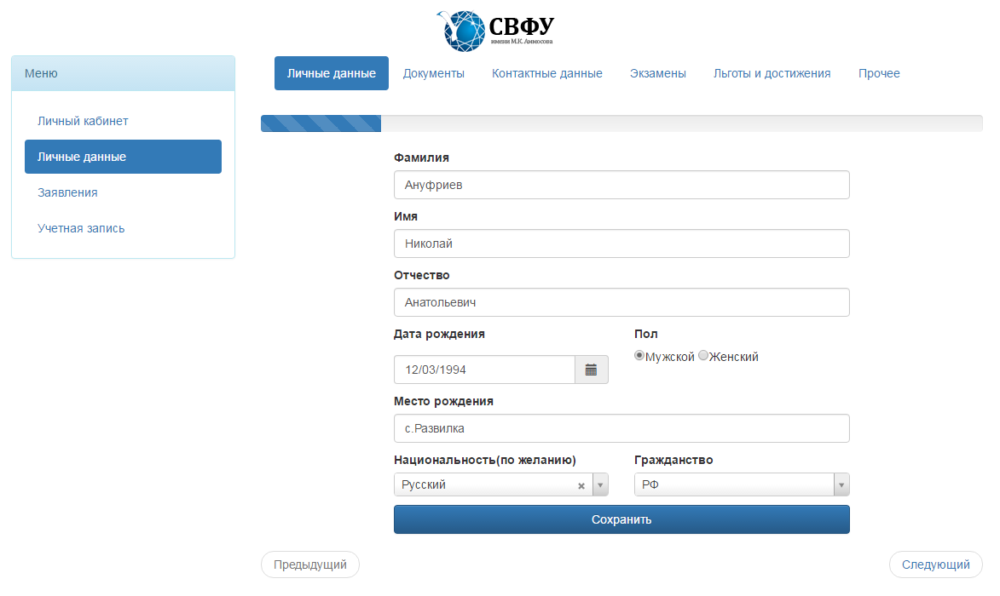 СВФУ
имени М.К. Аммосова
Меню
Личный кабинет
Личные данные
Заявления
Учетная запись
Личные данные Документы Контактные данные Экзамены Льготы и достижения Прочее
Фамилия
Ануфриев
Имя
Николай
Отчество
Анатольевич
Дата рождения Пол
12/03/1994 Мужской Женский
Место рождения
с.Развилка
Национальность(по желанию) Гражданство
Русский РФ
Сохранить
Предыдущий Следующий